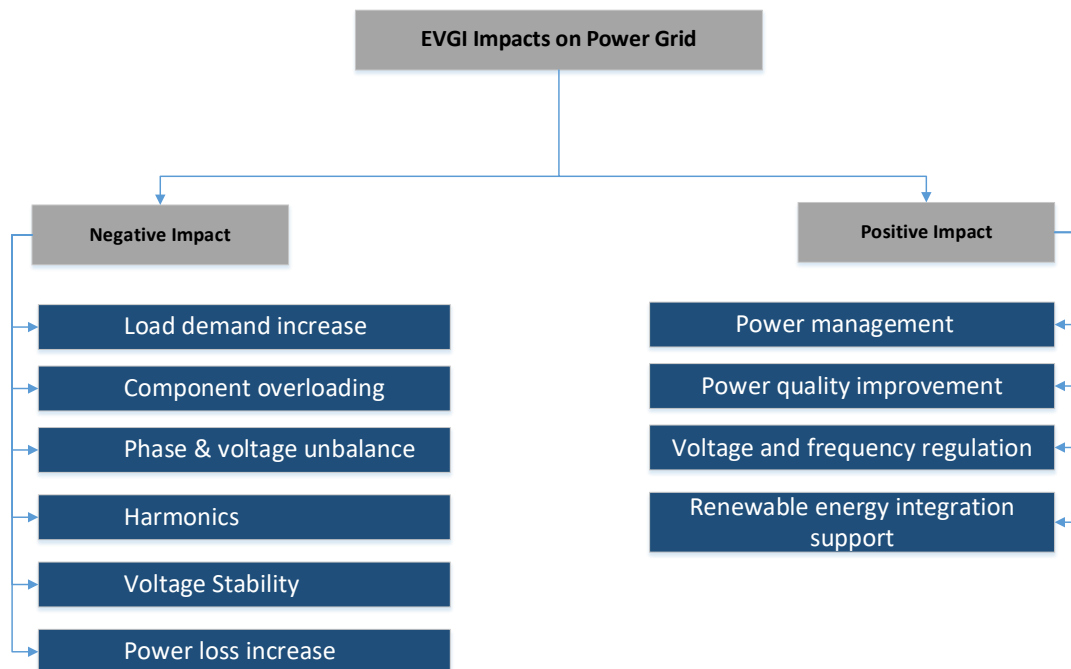 EVGI Impacts on Power Grid
Negative Impact
Load demand increase
Component overloading
Phase & voltage unbalance
Harmonics
Voltage Stability
Power loss increase
Positive Impact
Power management
Power quality improvement
Voltage and frequency regulation
Renewable energy integration
support